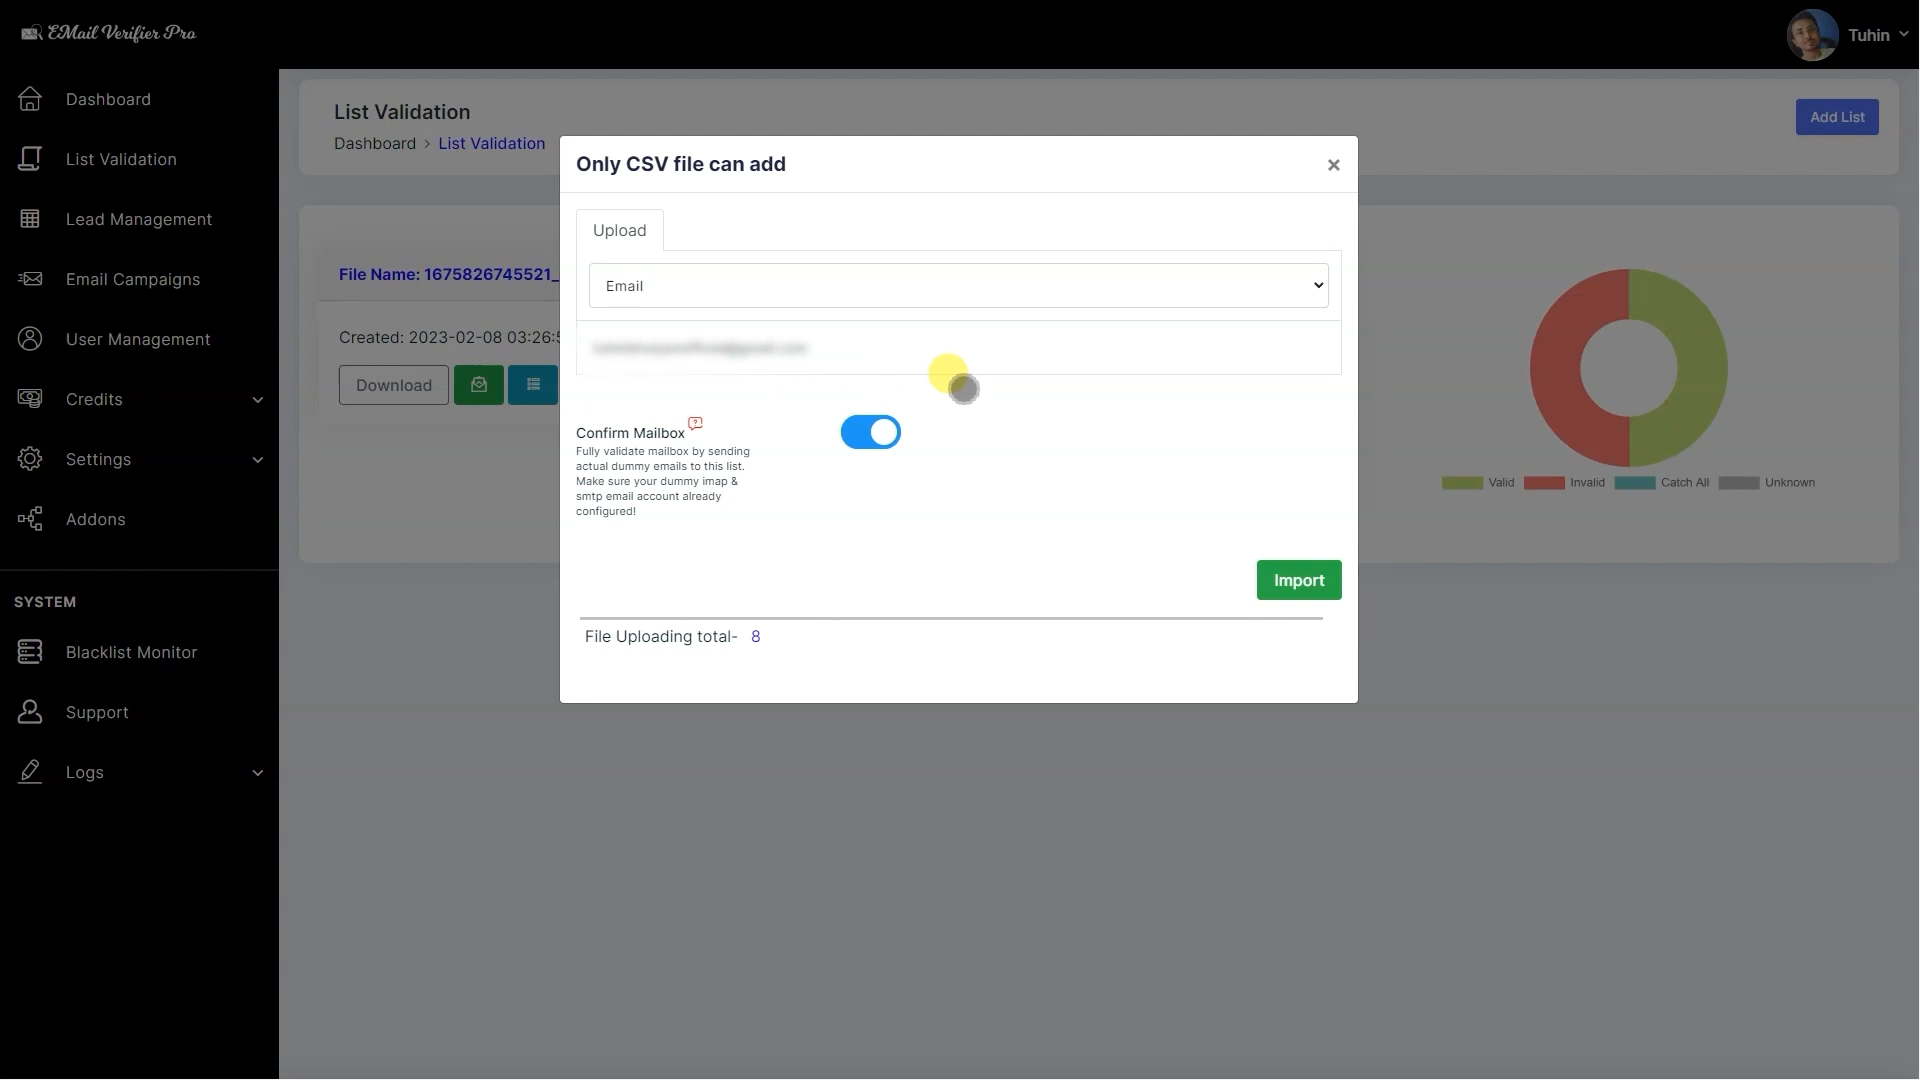 EMail Verifier Pro
Tuhin
Dashboard
List Validation
Lead Management
Email Campaigns
User Management
Credits
Settings
Addons
SYSTEM
Blacklist Monitor
Support
Logs
List Validation
Dashboard > List Validation
Add List
File Name: 1675826745521_
Created: 2023-02-08 03:26:5
Download
Only CSV file can add
×
Upload
Email
Confirm Mailbox
Fully validate mailbox by sending
actual dummy emails to this list.
Make sure your dummy imap &
smtp email account already
configured!
Import
File Uploading total- 8
Valid Invalid Catch All Unknown